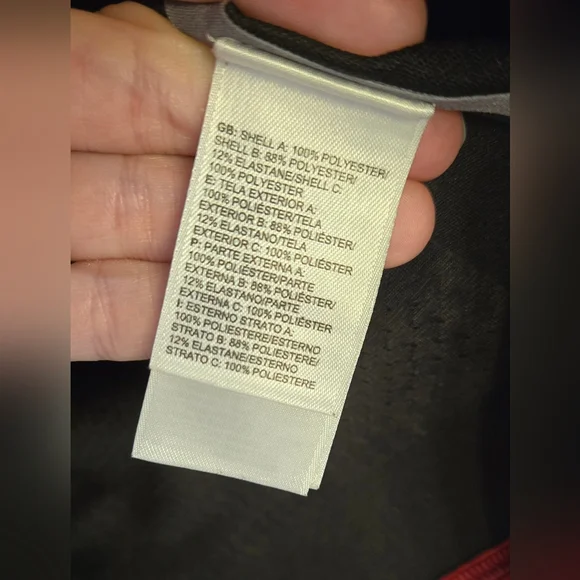 GB: SHELL A: 100% POLYESTER/
SHELL B: 88% POLYESTER/
12% ELASTANE/SHELL C:
100% POLYESTER
E: TELA EXTERIOR A:
100% POLIÉSTER/TELA
EXTERIOR B: 88% POLIÉSTER/
12% ELASTANO/TELA
EXTERIOR C: 100% POLIÉSTER
P: PARTE EXTERNA A:
100% POLIÉSTER/PARTE
EXTERNA B: 88% POLIÉSTER/
12% ELASTANO/PARTE
EXTERNA C: 100% POLIÉSTER
I: ESTERNO STRATO A:
100% POLIESTERE/ESTERNO
STRATO B: 88% POLIESTERE/
12% ELASTANE/ESTERNO
STRATO C: 100% POLIESTERE